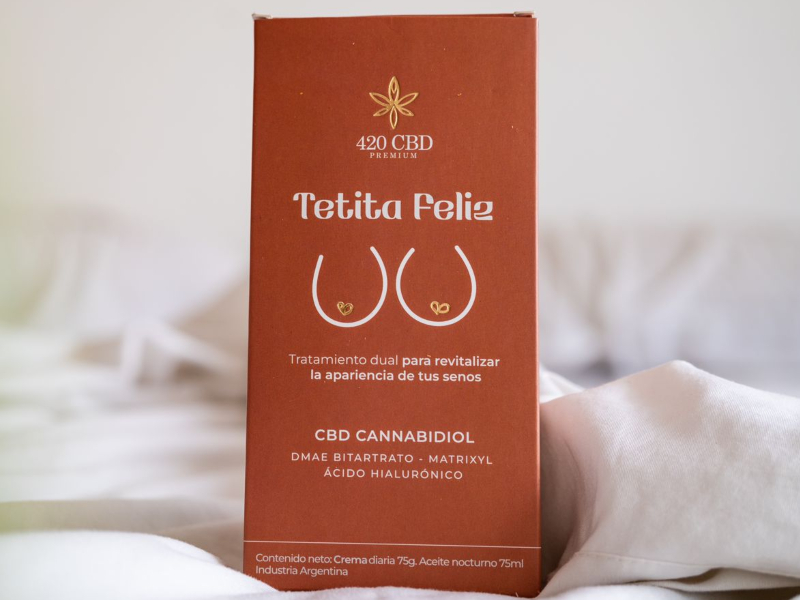 420 CBD
PREMIUM
Tetita Feliz
Tratamiento dual para revitalizar
la apariencia de tus senos
CBD CANNABIDIOL
DMAE BITARTRATO - MATRIXYL
ÁCIDO HIALURÓNICO
Contenido neto: Crema diaria 75g. Aceite nocturno 75ml
Industria Argentina